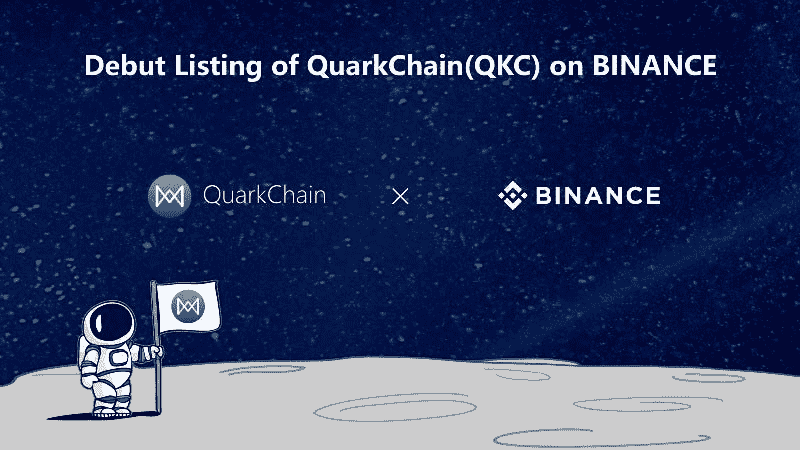 Debut Listing of QuarkChain(QKC) on BINANCE
QuarkChain × BINANCE